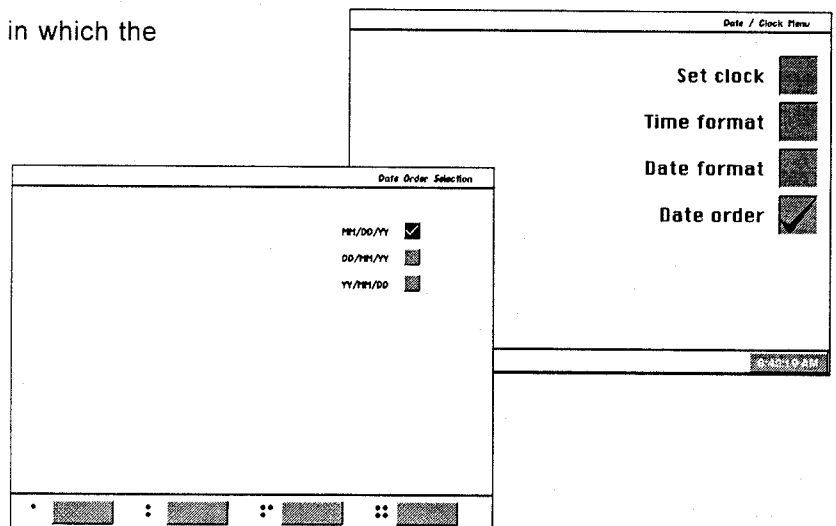 in which the
Date / Clock Menu
Set clock
Time format
Date format
Date order
Date Order Selection
MM/DD/YY
DD/MM/YY
YY/MM/DD